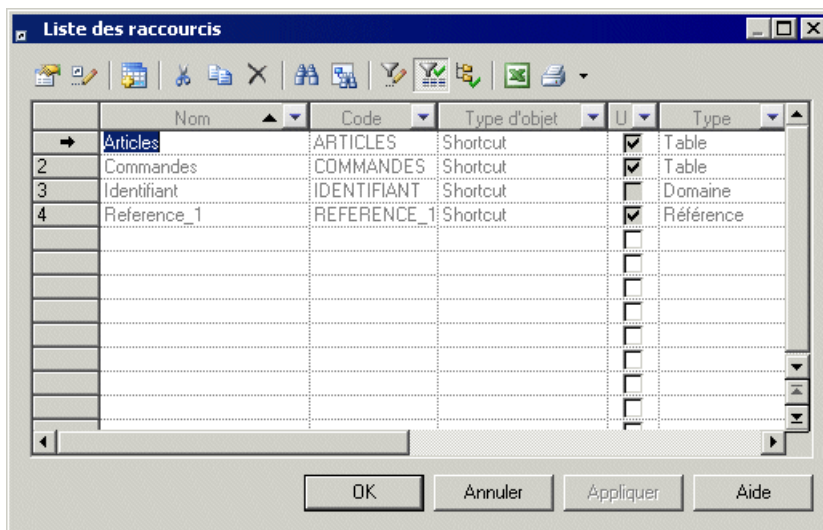 Liste des raccourcis
Nom Code Type d'objet U Type
Articles ARTICLES Shortcut Table
2 Commandes COMMANDES Shortcut Table
3 Identifiant IDENTIFIANT Shortcut Domaine
4 Reference_1 REFERENCE_1 Shortcut Référence
OK Annuler Appliquer Aide